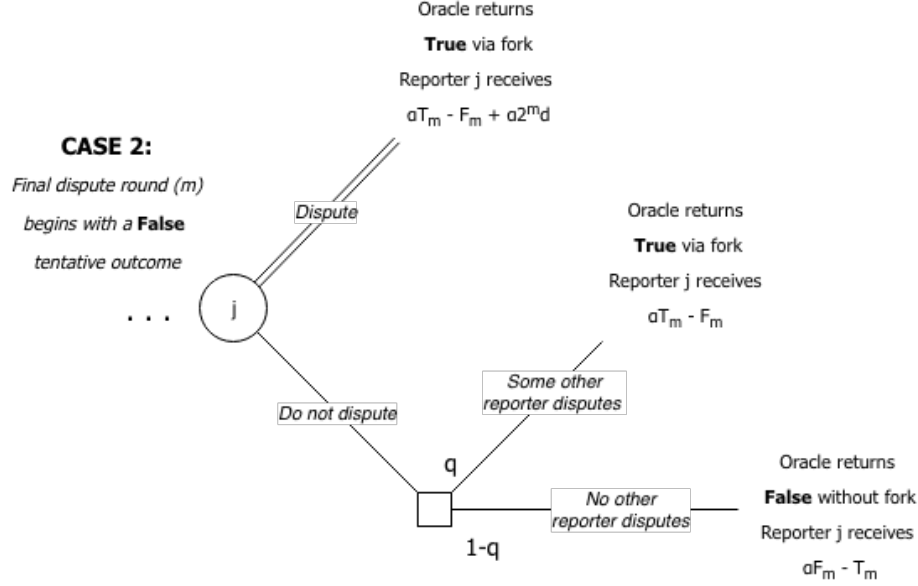 Oracle returns
True via fork
Reporter j receives
αT_m - F_m + α2^m d
CASE 2:
Final dispute round (m)
begins with a False
tentative outcome
Dispute
. . .
j
Oracle returns
True via fork
Reporter j receives
αT_m - F_m
Do not dispute
Some other
reporter disputes
q
No other
reporter disputes
1-q
Oracle returns
False without fork
Reporter j receives
αF_m - T_m